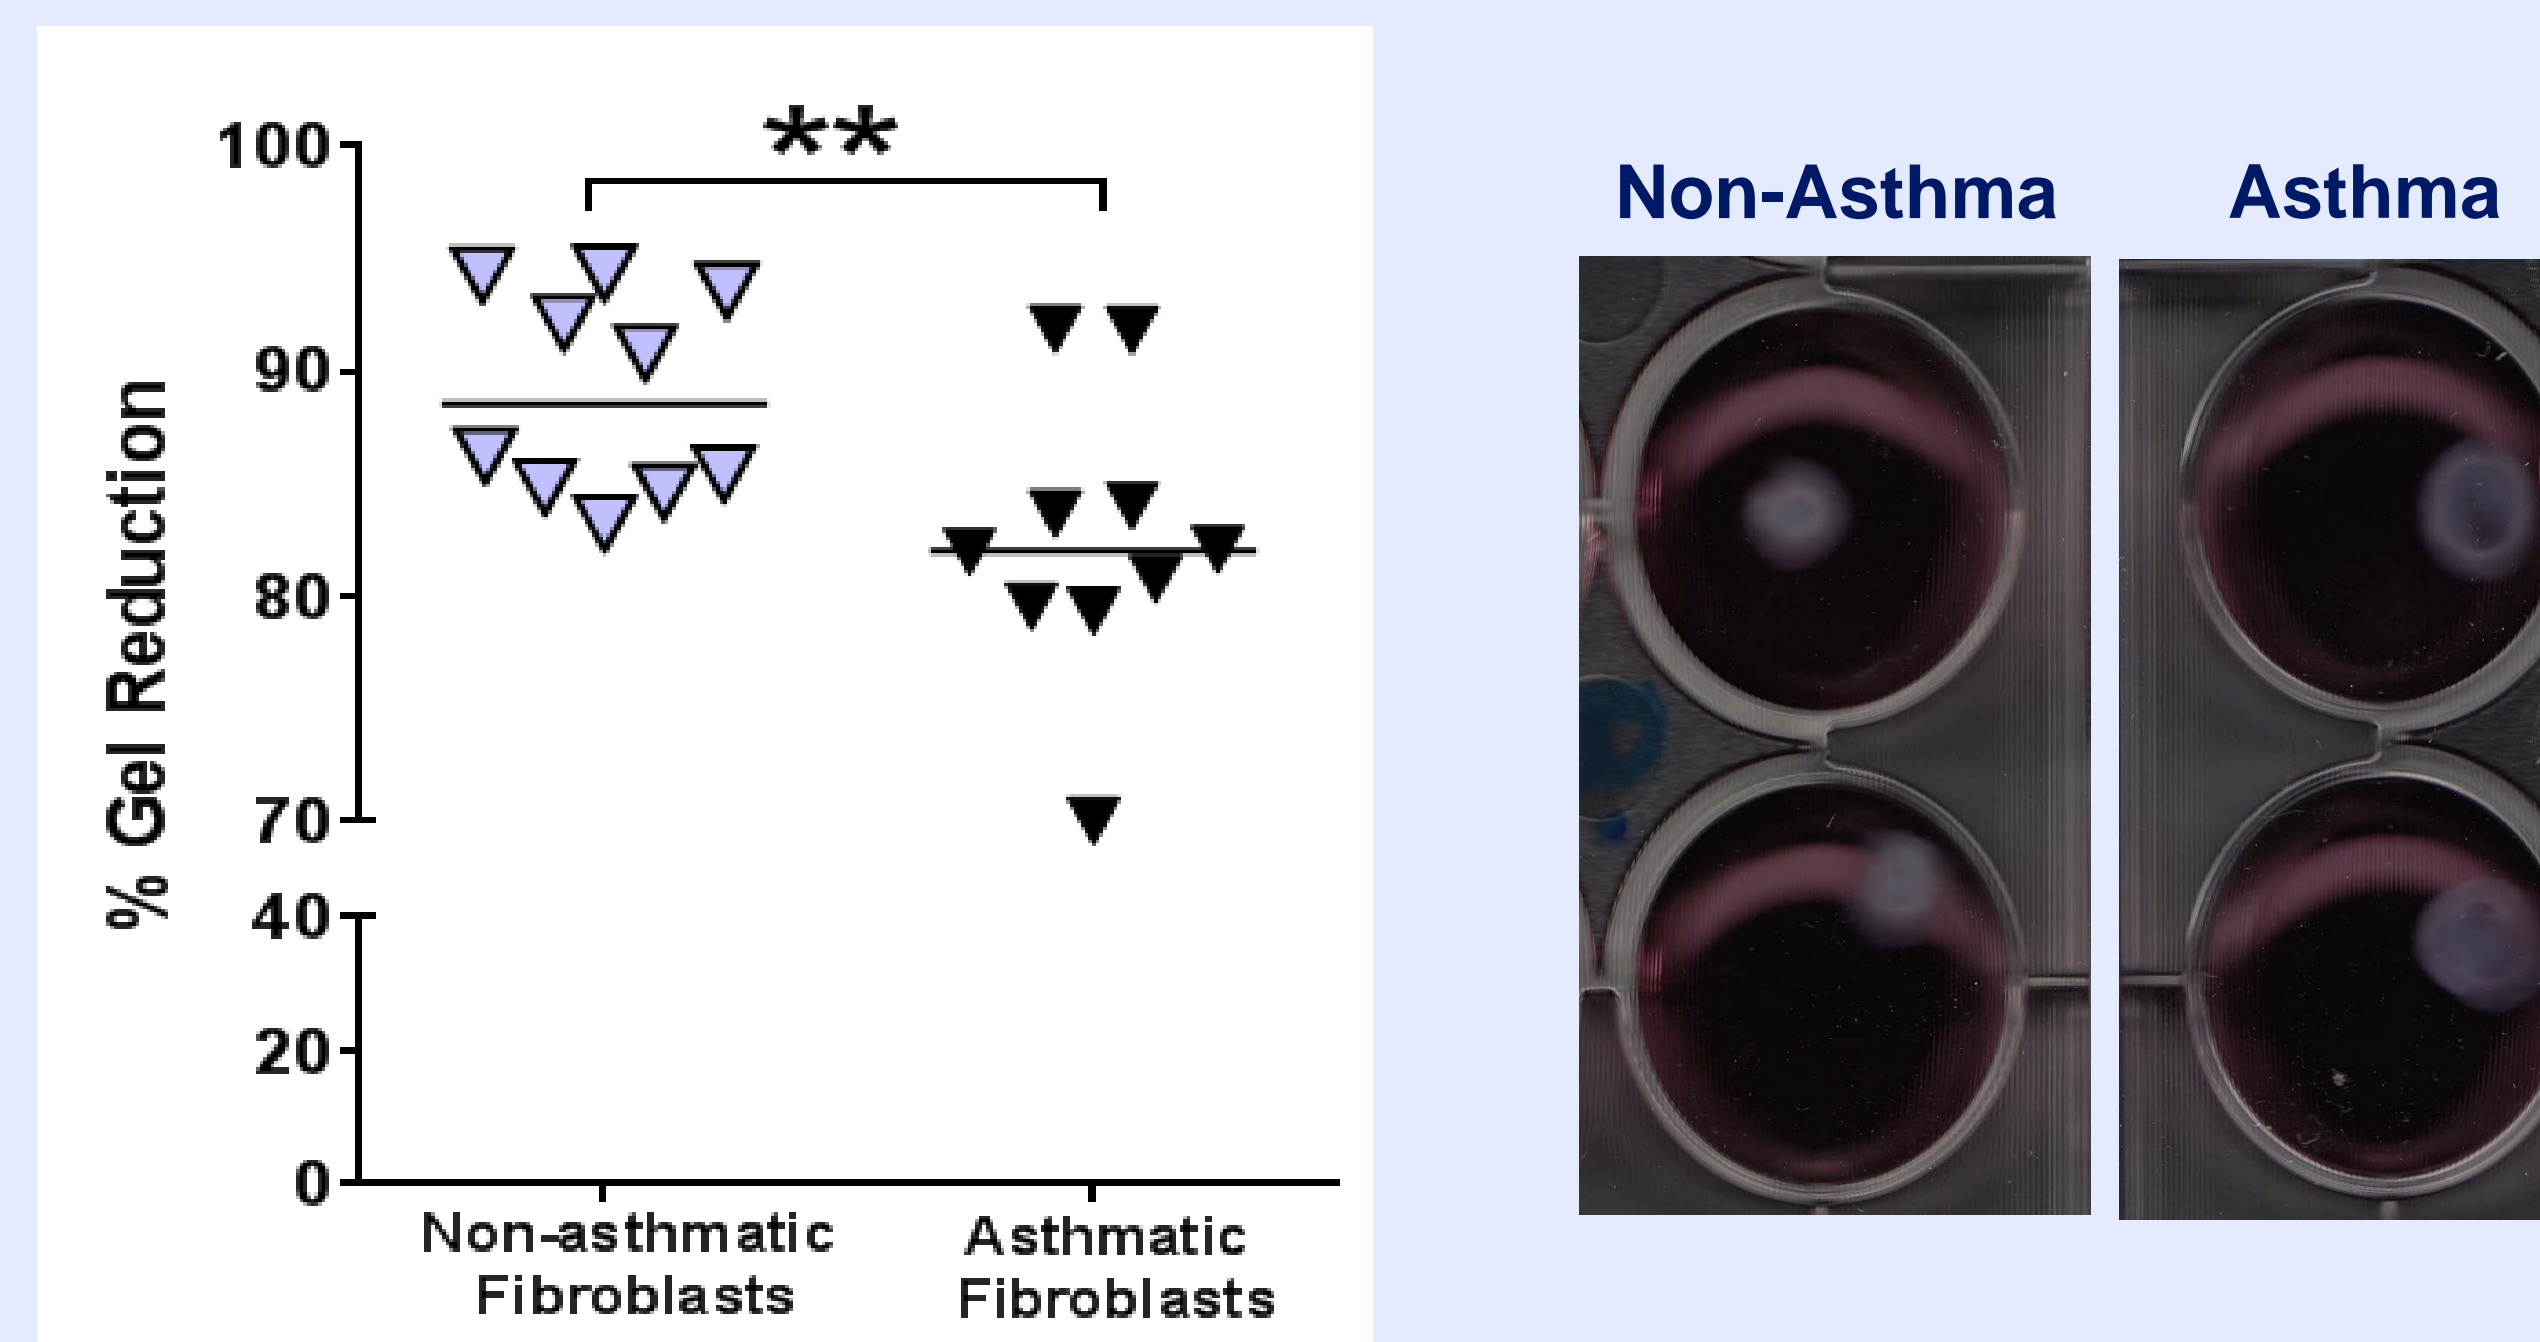 **
100
90
80
70
40
20
0
% Gel Reduction
Non-asthmatic
Fibroblasts
Asthmatic
Fibroblasts
Non-Asthma
Asthma